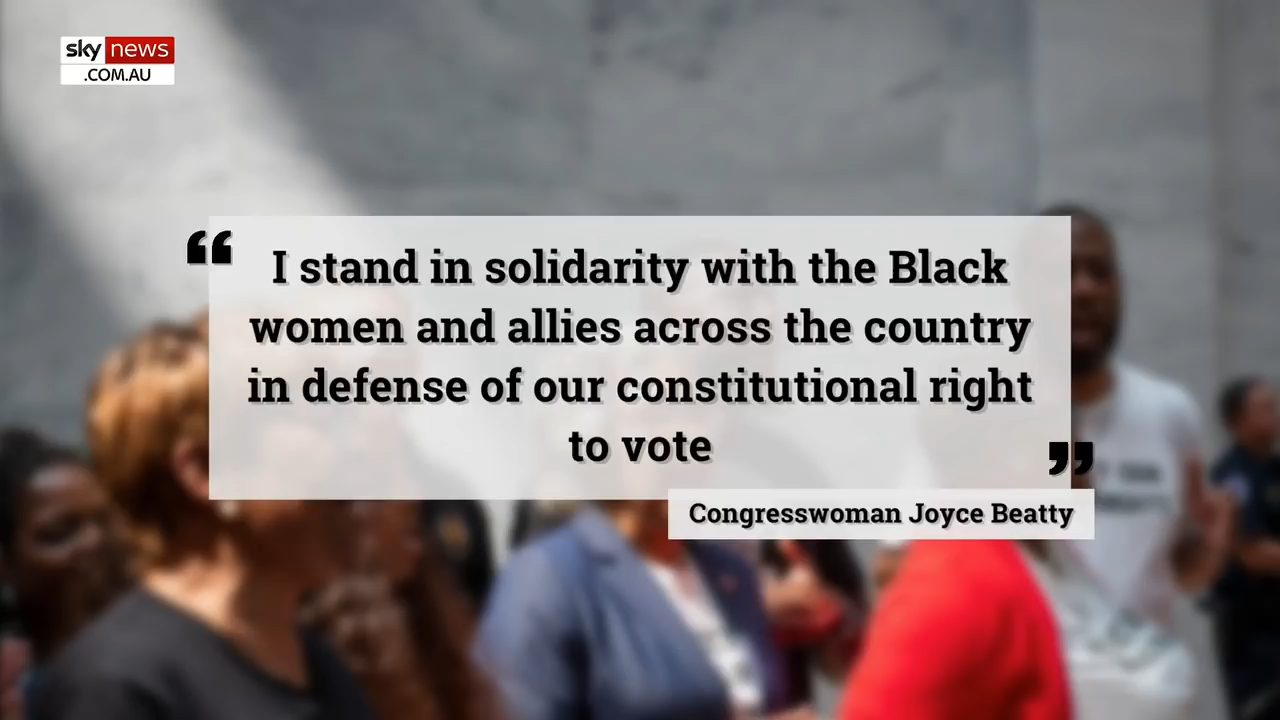 sky news
.COM.AU
“ I stand in solidarity with the Black
women and allies across the country
in defense of our constitutional right
to vote ”
Congresswoman Joyce Beatty